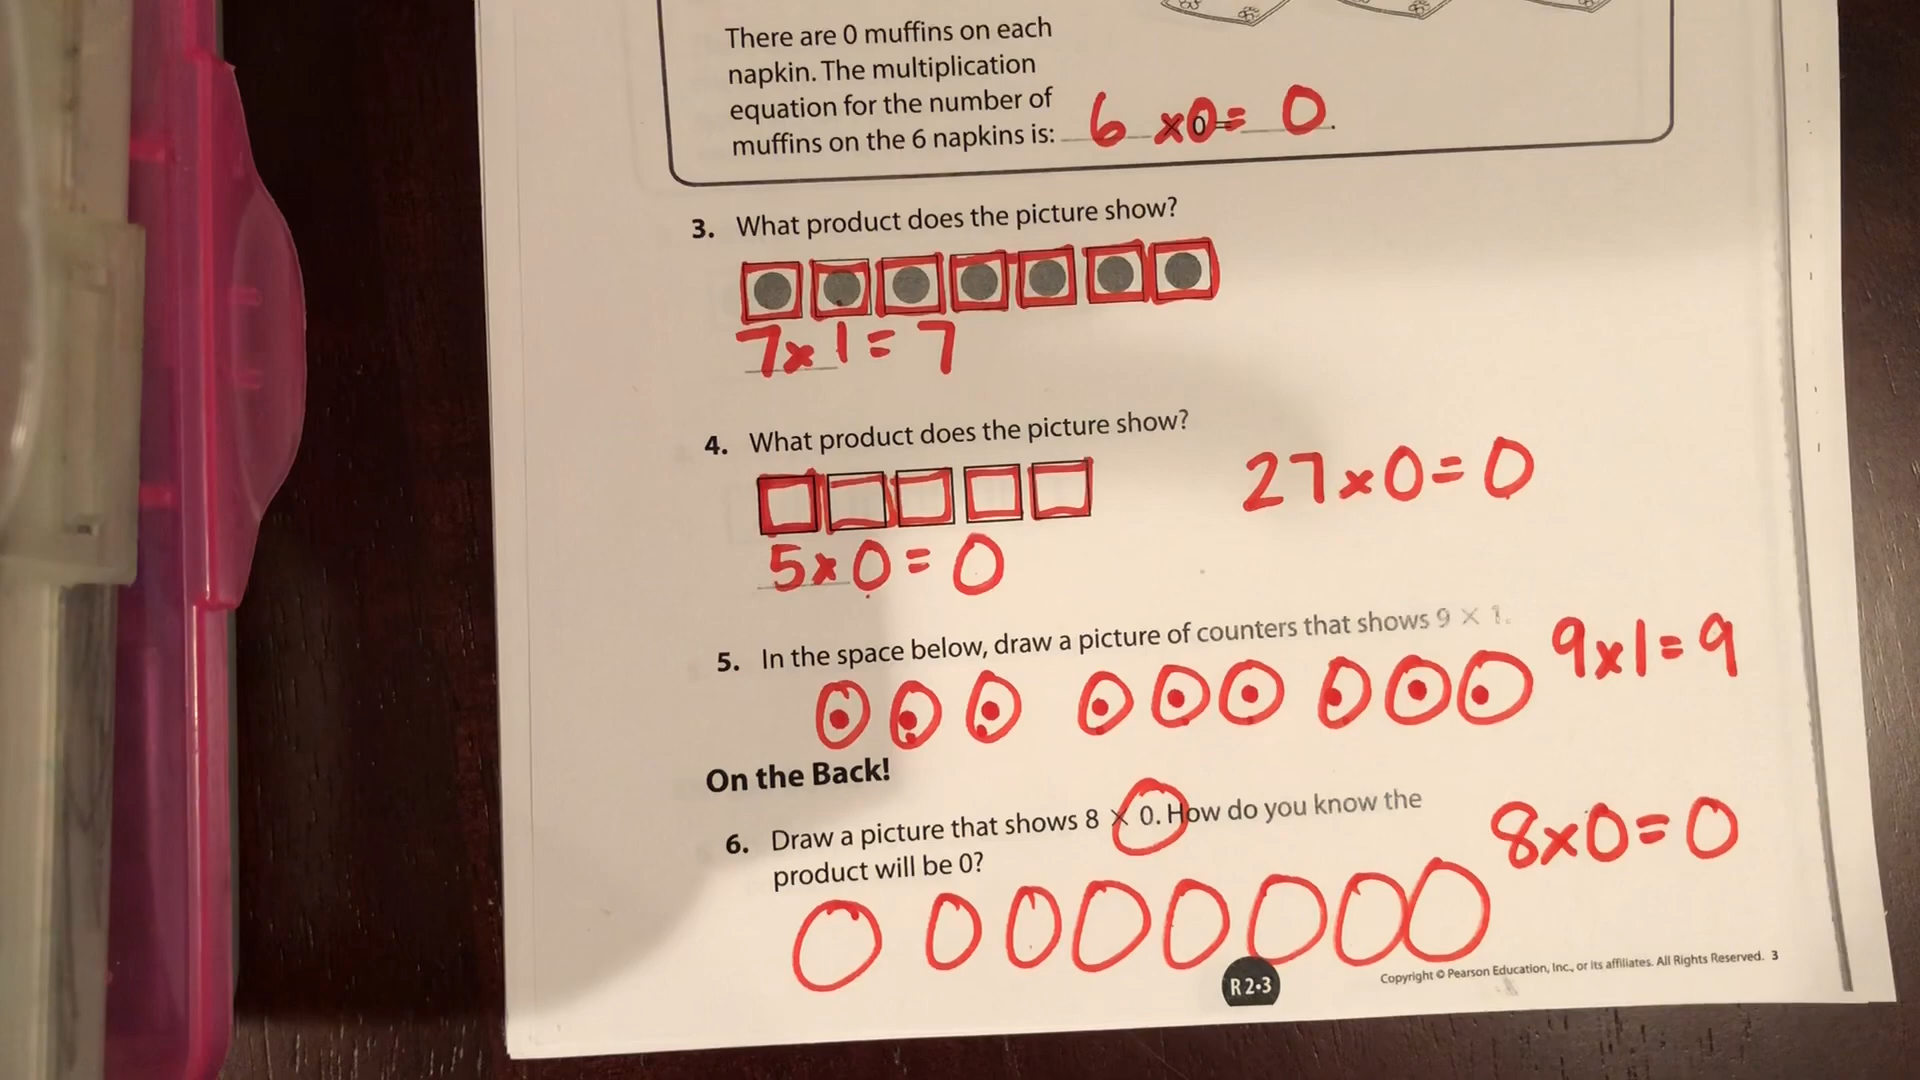 There are 0 muffins on each
napkin. The multiplication
equation for the number of
muffins on the 6 napkins is: 6 × 0 = 0.
3. What product does the picture show?
7 × 1 = 7
4. What product does the picture show?
27 × 0 = 0
5 × 0 = 0
5. In the space below, draw a picture of counters that shows 9 × 1.
9 × 1 = 9
On the Back!
6. Draw a picture that shows 8 × 0. How do you know the
product will be 0?
8 × 0 = 0
R 2•3
Copyright © Pearson Education, Inc., or its affiliates. All Rights Reserved. 3